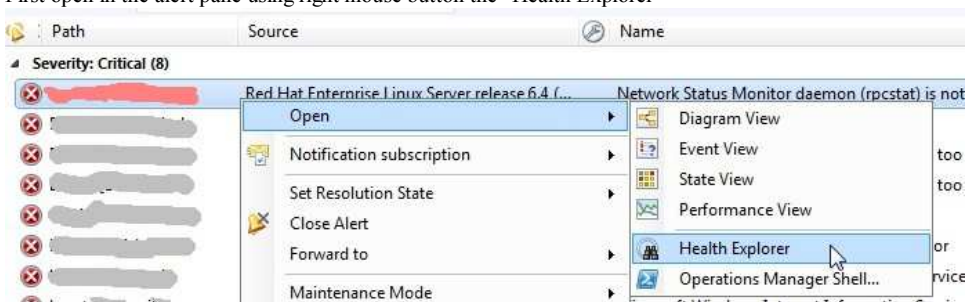 First open in the alert pane using right mouse button the "Health Explorer"
Path Source Name
Severity: Critical (8)
Red Hat Enterprise Linux Server release 6.4 (... Network Status Monitor daemon (rpcstat) is not
Open Diagram View
Event View
Notification subscription too
State View
Set Resolution State too
Performance View
Close Alert
Health Explorer or
Forward to
Operations Manager Shell... rvice
Maintenance Mode